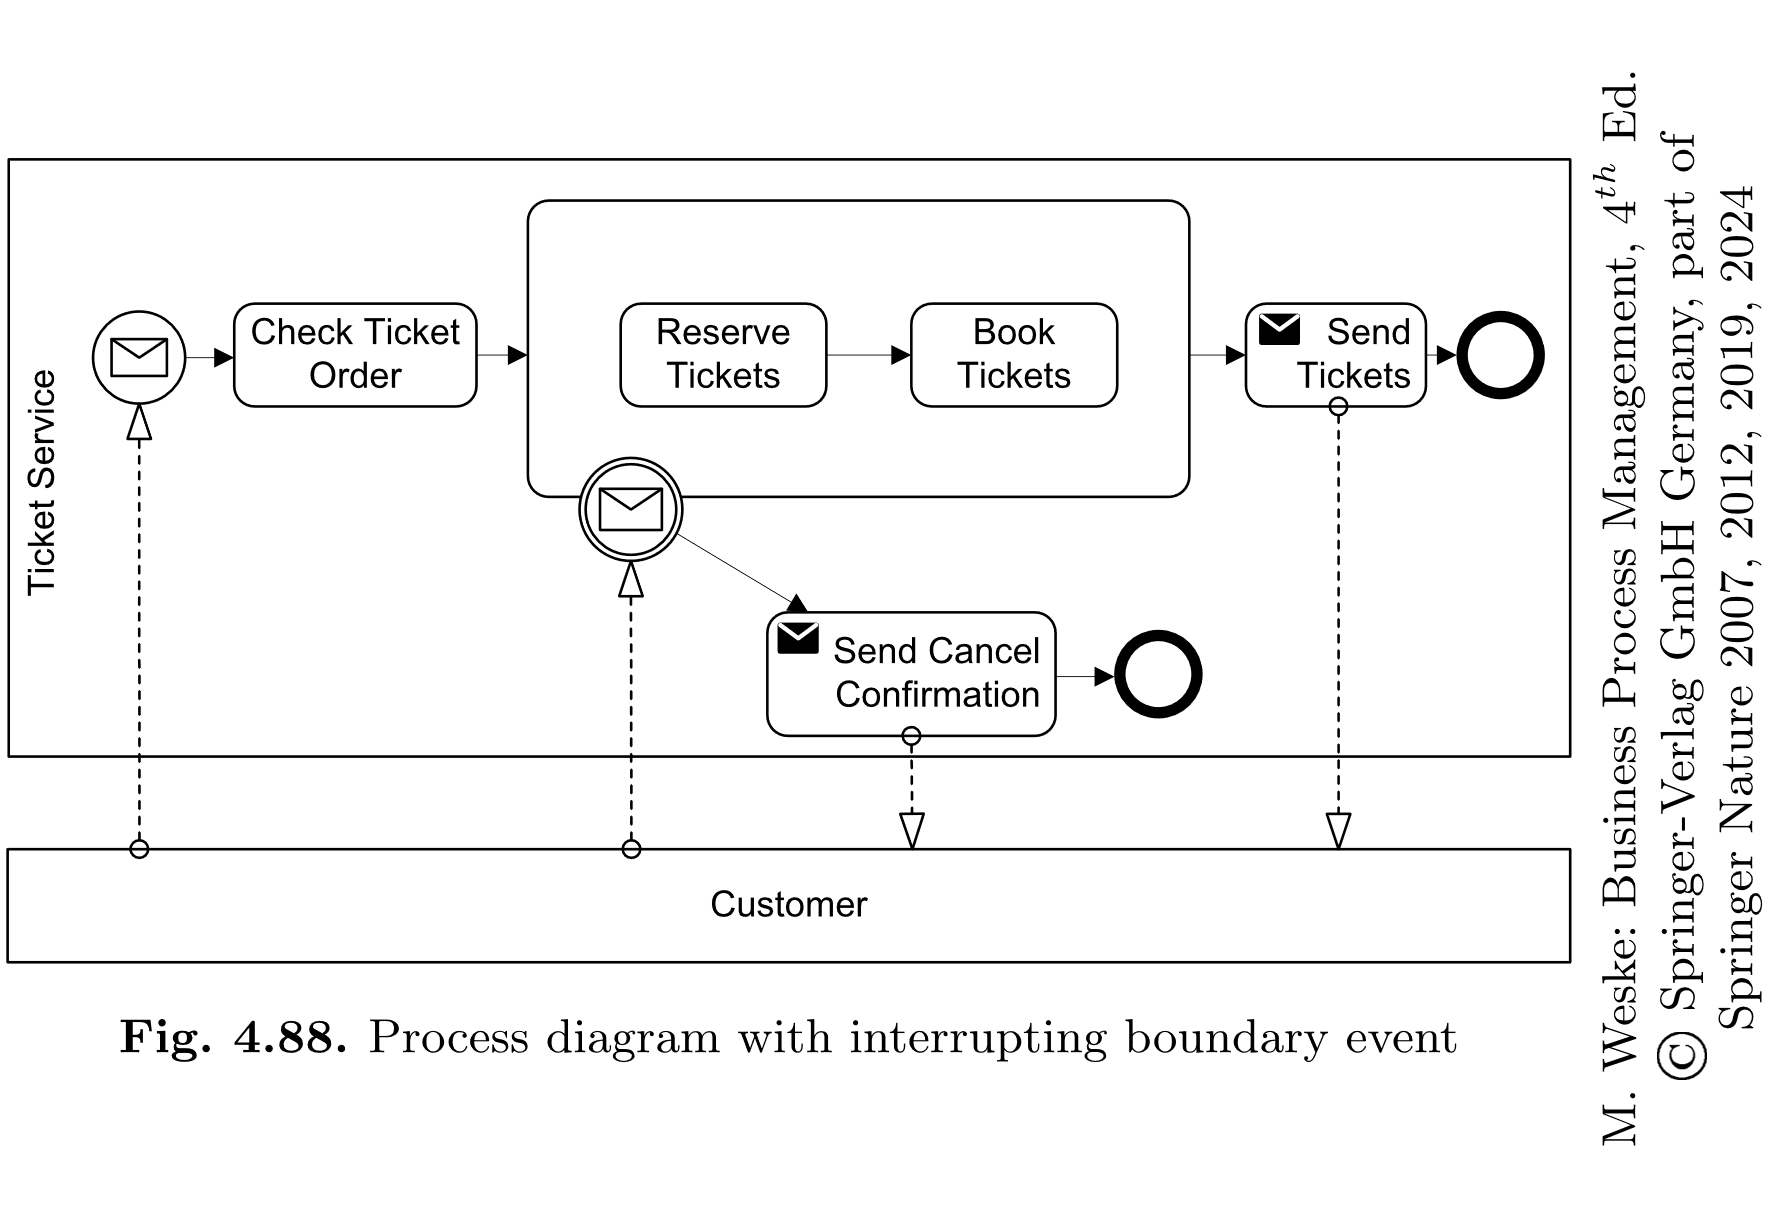 Ticket Service
Check Ticket
Order
Reserve
Tickets
Book
Tickets
Send
Tickets
Send Cancel
Confirmation
Customer
Fig. 4.88. Process diagram with interrupting boundary event
M. Weske: Business Process Management, 4th Ed.
© Springer-Verlag GmbH Germany, part of
Springer Nature 2007, 2012, 2019, 2024